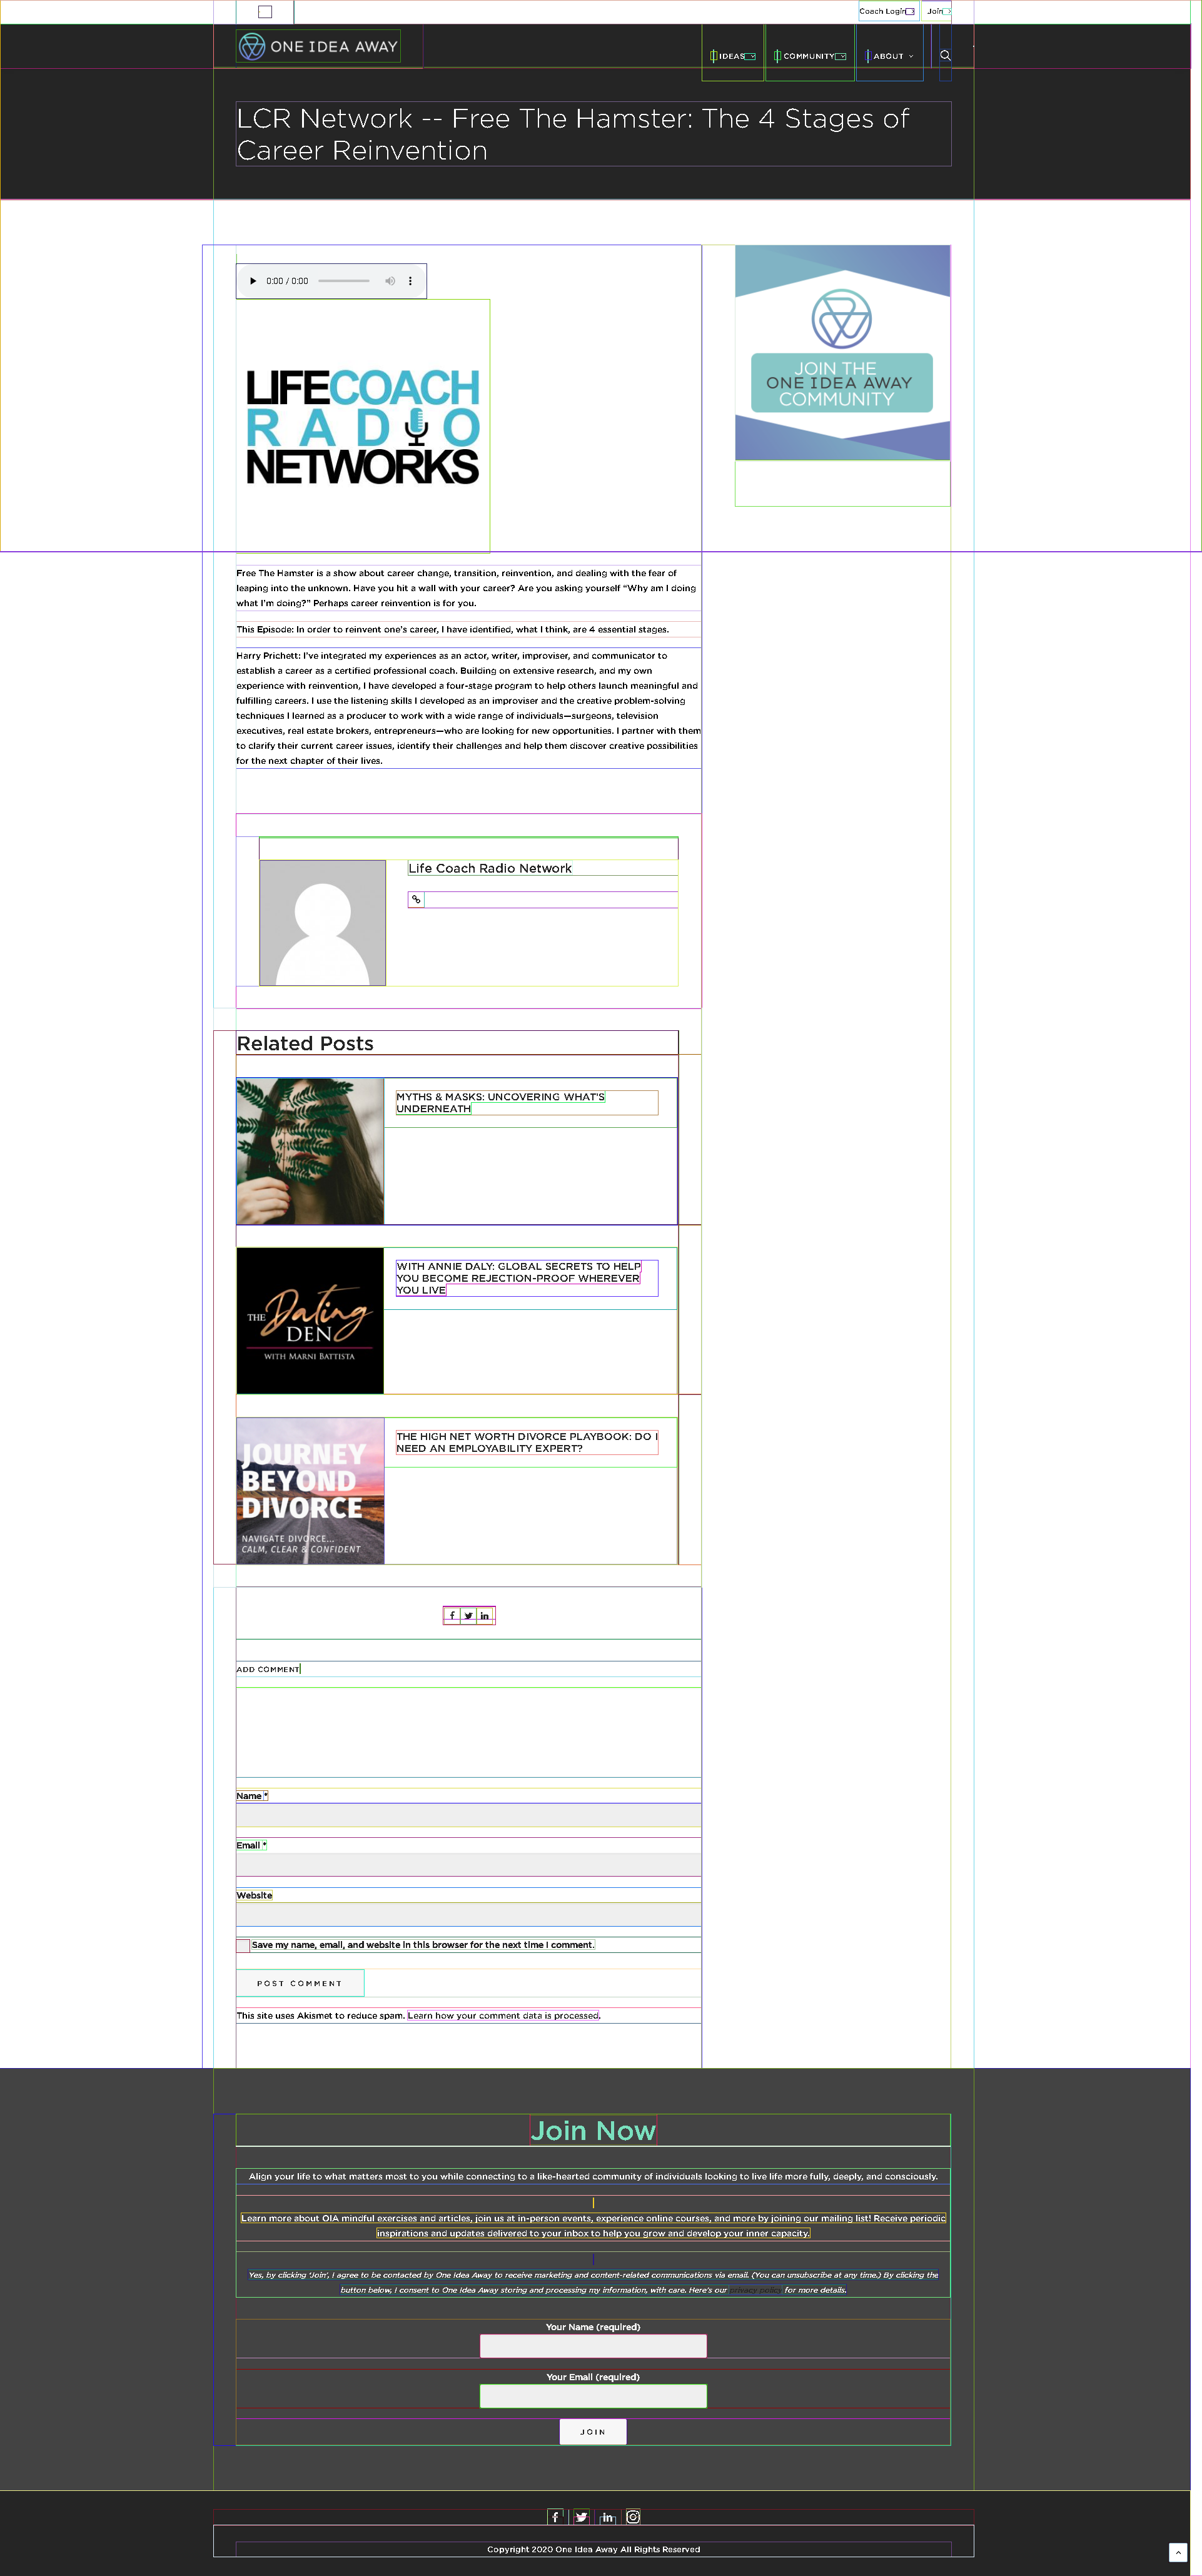 Coach Login
Join
ONE IDEA AWAY
IDEAS
COMMUNITY
ABOUT
LCR Network -- Free The Hamster: The 4 Stages of
Career Reinvention
0:00 / 0:00
LIFECOACH
RADIO
NETWORKS
JOIN THE
ONE IDEA AWAY
COMMUNITY
Free The Hamster is a show about career change, transition, reinvention, and dealing with the fear of
leaping into the unknown. Have you hit a wall with your career? Are you asking yourself “Why am I doing
what I’m doing?” Perhaps career reinvention is for you.
This Episode: In order to reinvent one’s career, I have identified, what I think, are 4 essential stages.
Harry Prichett: I’ve integrated my experiences as an actor, writer, improviser, and communicator to
establish a career as a certified professional coach. Building on extensive research, and my own
experience with reinvention, I have developed a four-stage program to help others launch meaningful and
fulfilling careers. I use the listening skills I developed as an improviser and the creative problem-solving
techniques I learned as a producer to work with a wide range of individuals—surgeons, television
executives, real estate brokers, entrepreneurs—who are looking for new opportunities. I partner with them
to clarify their current career issues, identify their challenges and help them discover creative possibilities
for the next chapter of their lives.
Life Coach Radio Network
Related Posts
MYTHS & MASKS: UNCOVERING WHAT’S
UNDERNEATH
THE Dating
DEN
WITH MARNI BATTISTA
WITH ANNIE DALY: GLOBAL SECRETS TO HELP
YOU BECOME REJECTION-PROOF WHEREVER
YOU LIVE
JOURNEY
BEYOND
DIVORCE
NAVIGATE DIVORCE...
CALM, CLEAR & CONFIDENT
THE HIGH NET WORTH DIVORCE PLAYBOOK: DO I
NEED AN EMPLOYABILITY EXPERT?
ADD COMMENT
Name *
Email *
Website
Save my name, email, and website in this browser for the next time I comment.
POST COMMENT
This site uses Akismet to reduce spam. Learn how your comment data is processed.
Join Now
Align your life to what matters most to you while connecting to a like-hearted community of individuals looking to live life more fully, deeply, and consciously.
Learn more about OIA mindful exercises and articles, join us at in-person events, experience online courses, and more by joining our mailing list! Receive periodic
inspirations and updates delivered to your inbox to help you grow and develop your inner capacity.
Yes, by clicking ‘Join’, I agree to be contacted by One Idea Away to receive marketing and content-related communications via email. (You can unsubscribe at any time.) By clicking the
button below, I consent to One Idea Away storing and processing my information, with care. Here’s our privacy policy for more details.
Your Name (required)
Your Email (required)
JOIN
Copyright 2020 One Idea Away All Rights Reserved